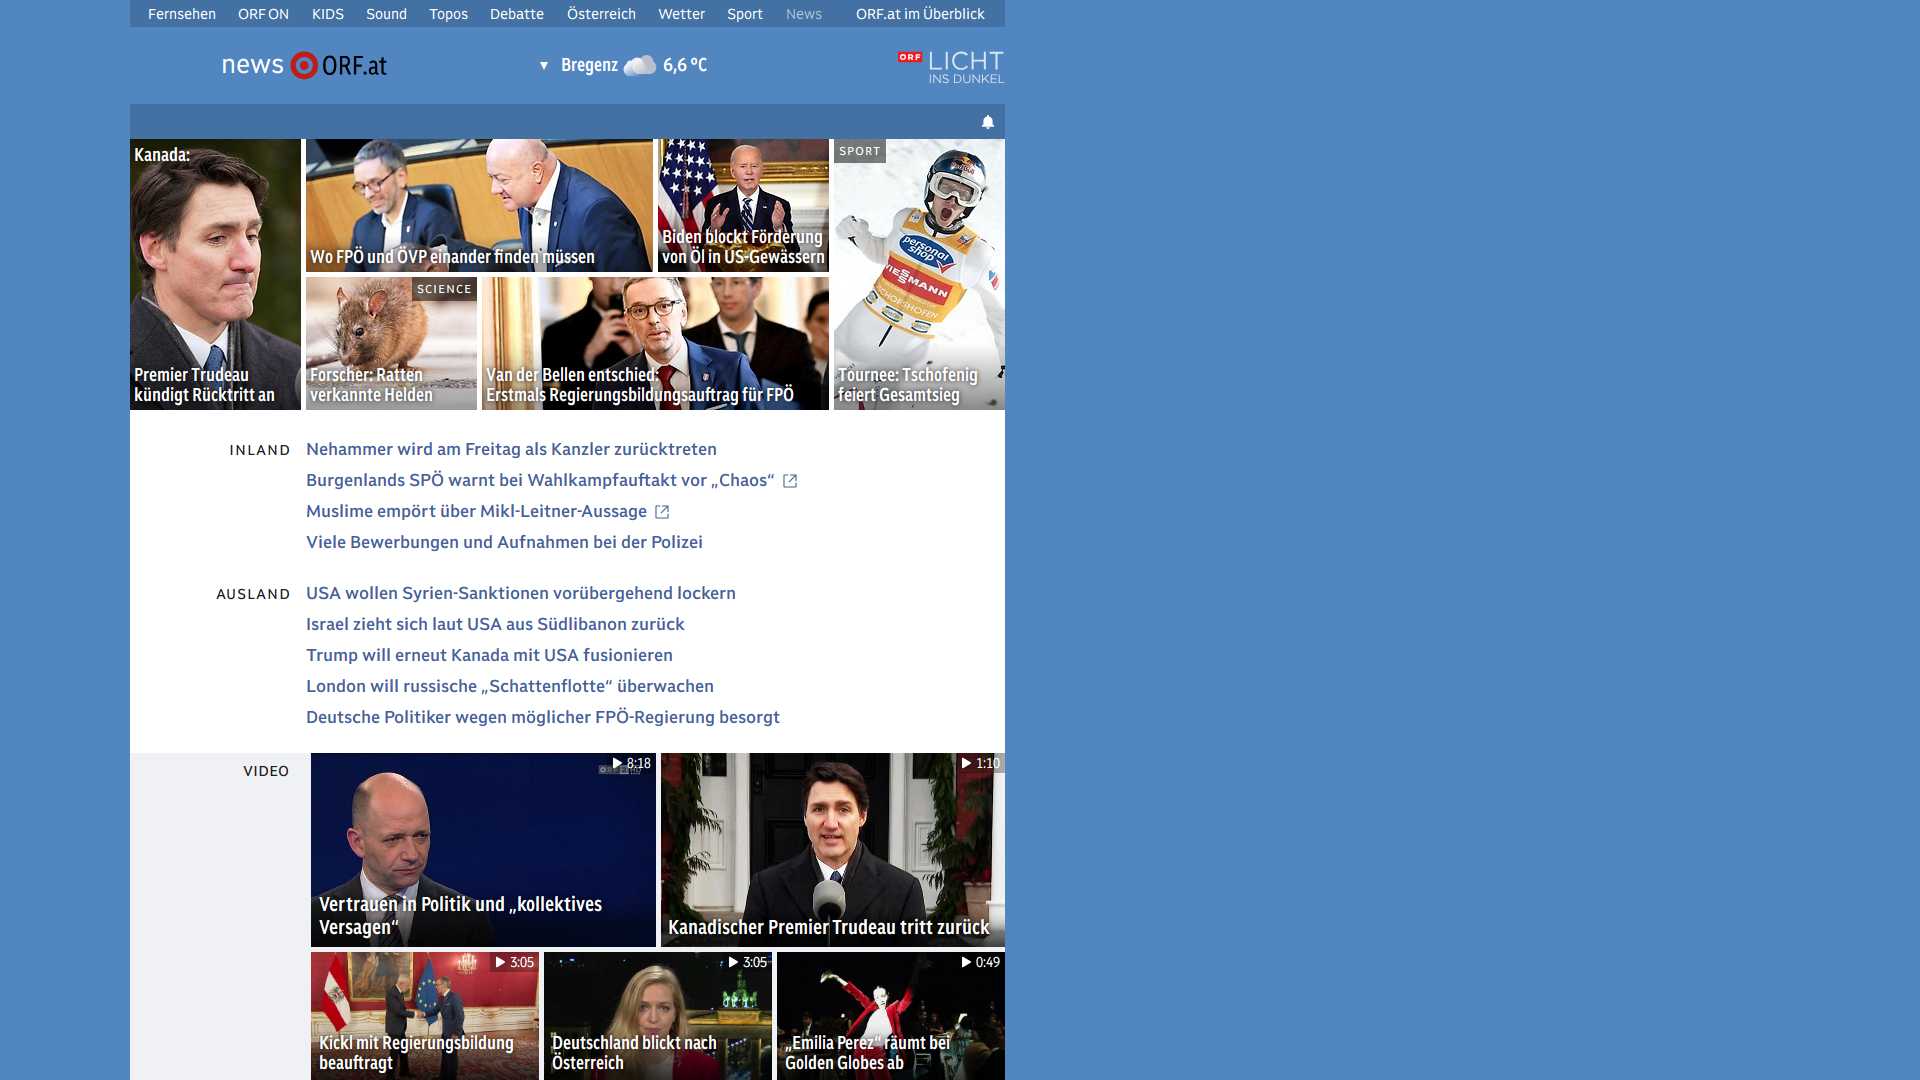 Fernsehen ORF ON KIDS Sound Topos Debatte Österreich Wetter Sport News ORF.at im Überblick
news ORF.at
Bregenz 6,6 °C
ORF LICHT
INS DUNKEL
Kanada:
Premier Trudeau
kündigt Rücktritt an
Wo FPÖ und ÖVP einander finden müssen
Biden blockt Förderung
von Öl in US-Gewässern
SPORT
Tournee: Tschofenig
feiert Gesamtsieg
personal
shop
VIESSMANN
SCIENCE
Forscher: Ratten
verkannte Helden
Van der Bellen entschied:
Erstmals Regierungsbildungsauftrag für FPÖ
INLAND
Nehammer wird am Freitag als Kanzler zurücktreten
Burgenlands SPÖ warnt bei Wahlkampfauftakt vor „Chaos“
Muslime empört über Mikl-Leitner-Aussage
Viele Bewerbungen und Aufnahmen bei der Polizei
AUSLAND
USA wollen Syrien-Sanktionen vorübergehend lockern
Israel zieht sich laut USA aus Südlibanon zurück
Trump will erneut Kanada mit USA fusionieren
London will russische „Schattenflotte“ überwachen
Deutsche Politiker wegen möglicher FPÖ-Regierung besorgt
VIDEO
8:18
Vertrauen in Politik und „kollektives
Versagen“
1:10
Kanadischer Premier Trudeau tritt zurück
3:05
Kickl mit Regierungsbildung
beauftragt
3:05
Deutschland blickt nach
Österreich
0:49
„Emilia Perez“ räumt bei
Golden Globes ab